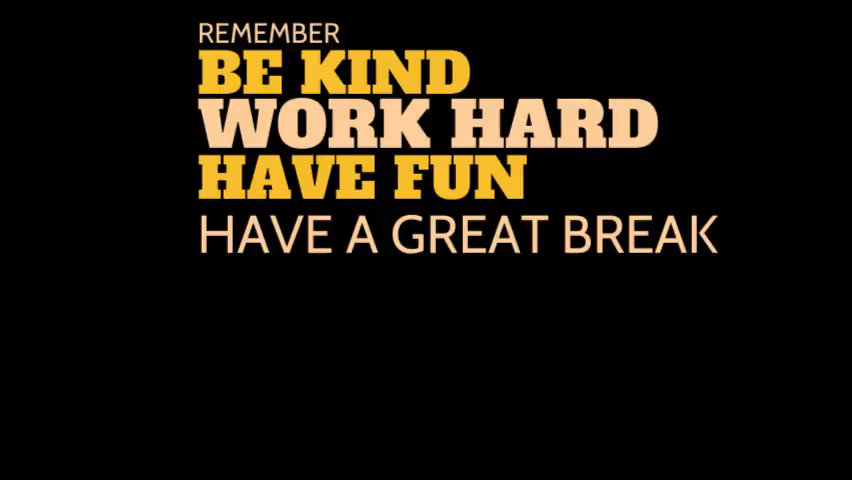 REMEMBER
BE KIND
WORK HARD
HAVE FUN
HAVE A GREAT BREAK